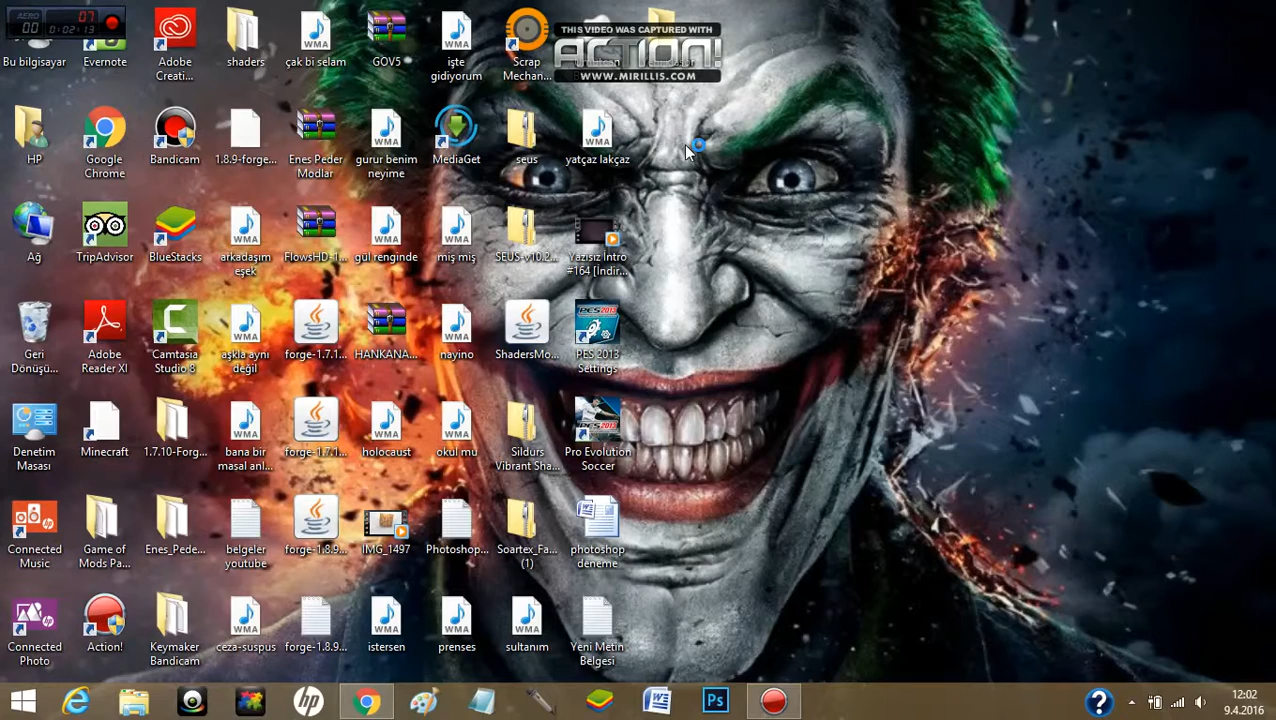 07
00 0:02:13
THIS VIDEO WAS CAPTURED WITH
ACTION!
WWW.MIRILLIS.COM
Bu bilgisayar
Evernote
Adobe
Creati...
shaders
çak bi selam
GOV5
işte
gidiyorum
Scrap
Mechan...
HP
Google
Chrome
Bandicam
1.8.9-forge...
Enes Peder
Modlar
gurur benim
neyime
MediaGet
seus
yatçaz lakçaz
Ağ
TripAdvisor
BlueStacks
arkadaşım
eşek
FlowsHD-1...
gül renginde
miş miş
SEUS-v10.2...
Yazısız İntro
#164 [İndir...
Geri
Dönüşü...
Adobe
Reader XI
Camtasia
Studio 8
aşkla aynı
değil
forge-1.7.1...
HANKANA...
nayino
ShadersMo...
PES 2013
Settings
Denetim
Masası
Minecraft
1.7.10-Forg...
bana bir
masal anl...
forge-1.7.1...
holocaust
okul mu
Sildurs
Vibrant Sha...
Pro Evolution
Soccer
Connected
Music
Game of
Mods Pa...
Enes_Pede...
belgeler
youtube
forge-1.8.9...
IMG_1497
Photoshop...
Soartex_Fa...
(1)
photoshop
deneme
Connected
Photo
Action!
Keymaker
Bandicam
ceza-suspus
forge-1.8.9...
istersen
prenses
sultanım
Yeni Metin
Belgesi
12:02
9.4.2016